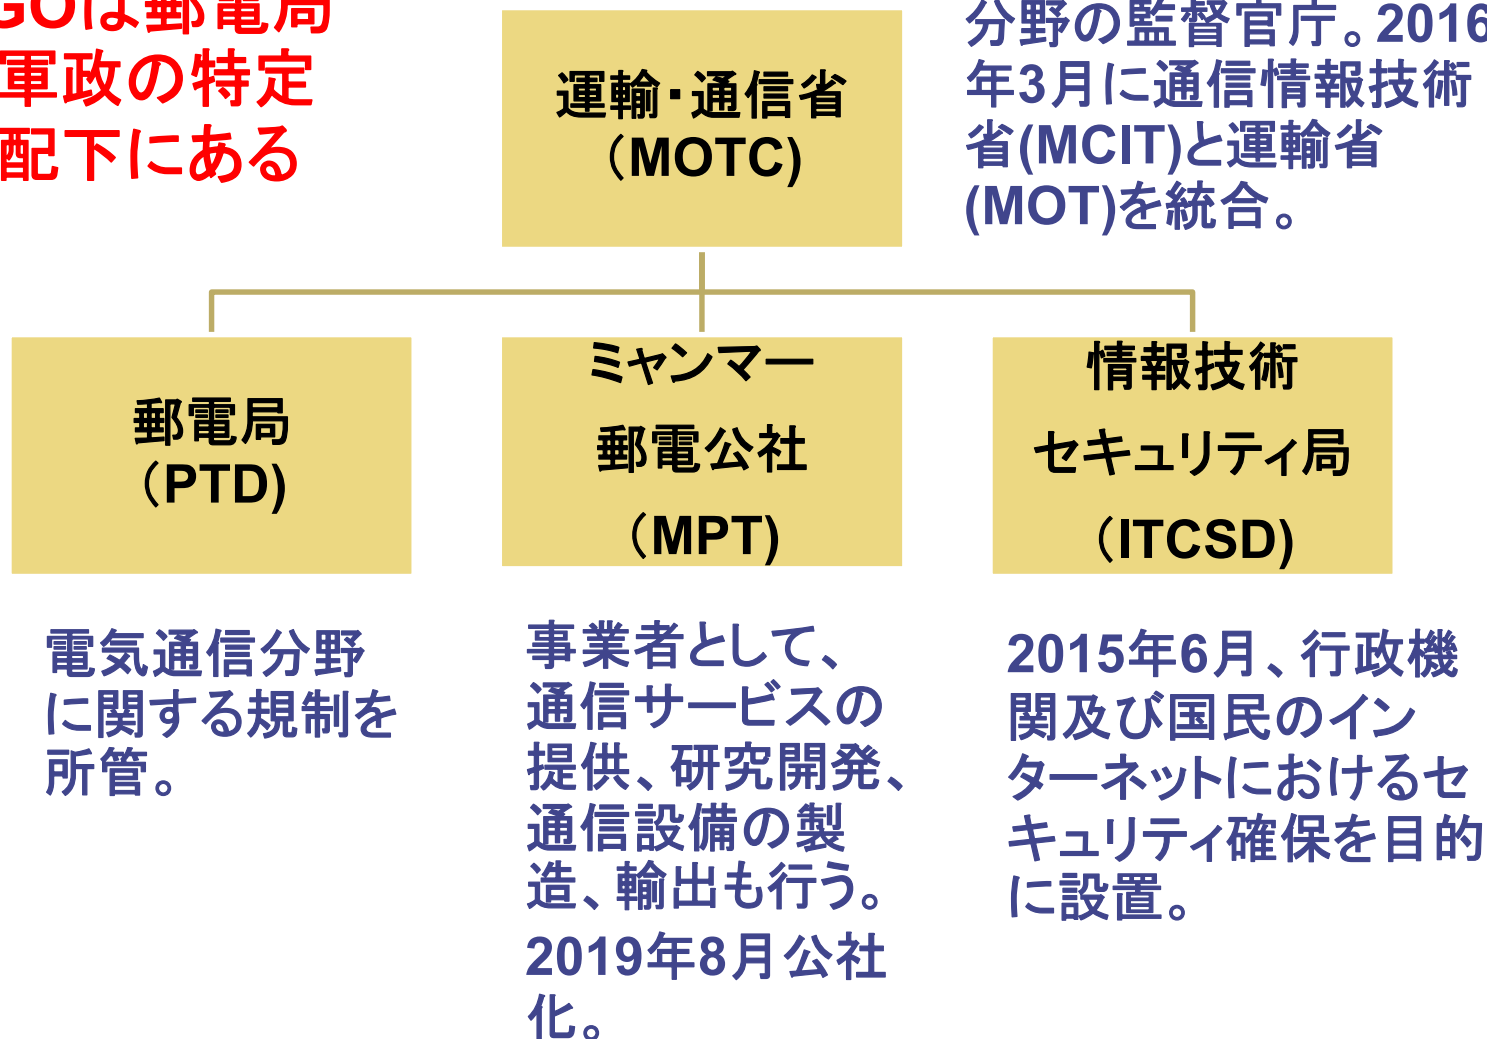 GOは郵電局
軍政の特定
配下にある
運輸・通信省
（MOTC)
分野の監督官庁。2016
年3月に通信情報技術
省(MCIT)と運輸省
(MOT)を統合。
郵電局
（PTD)
ミャンマー
郵電公社
（MPT)
情報技術
セキュリティ局
（ITCSD)
電気通信分野
に関する規制を
所管。
事業者として、
通信サービスの
提供、研究開発、
通信設備の製
造、輸出も行う。
2019年8月公社
化。
2015年6月、行政機
関及び国民のイン
ターネットにおけるセ
キュリティ確保を目的
に設置。